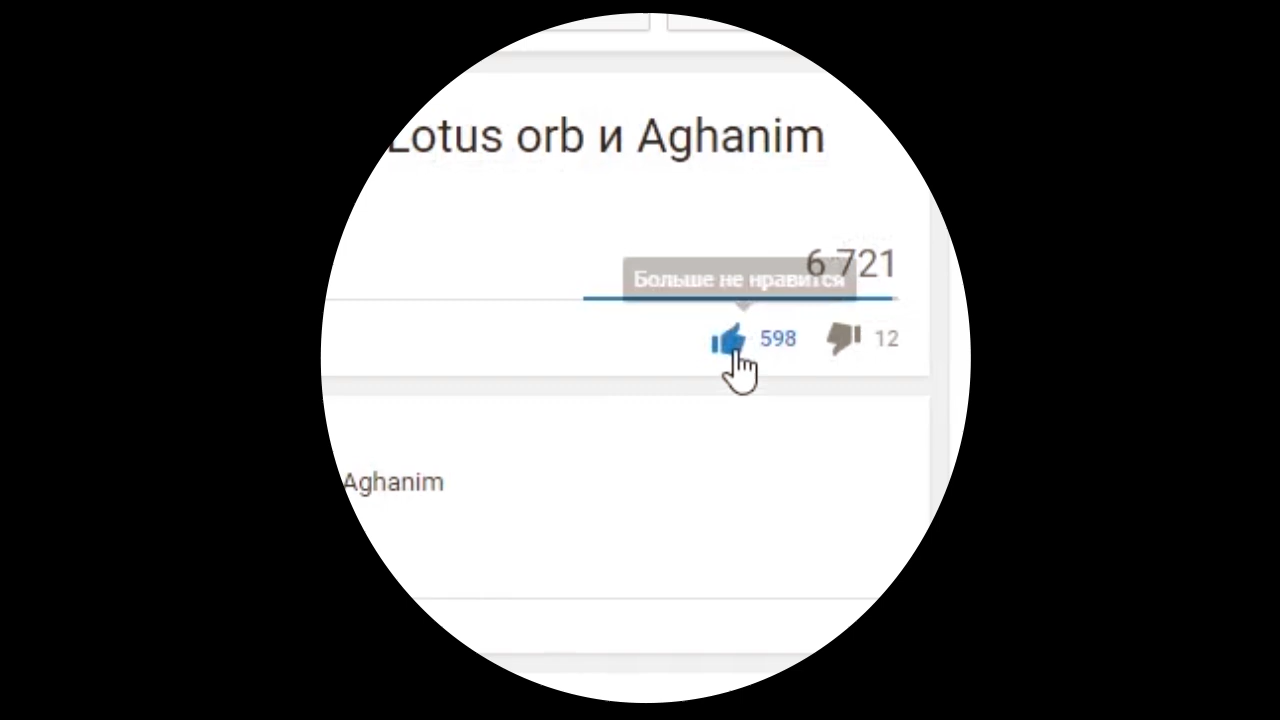 Lotus orb и Aghanim
6 721
Больше не нравится
598 12
Aghanim